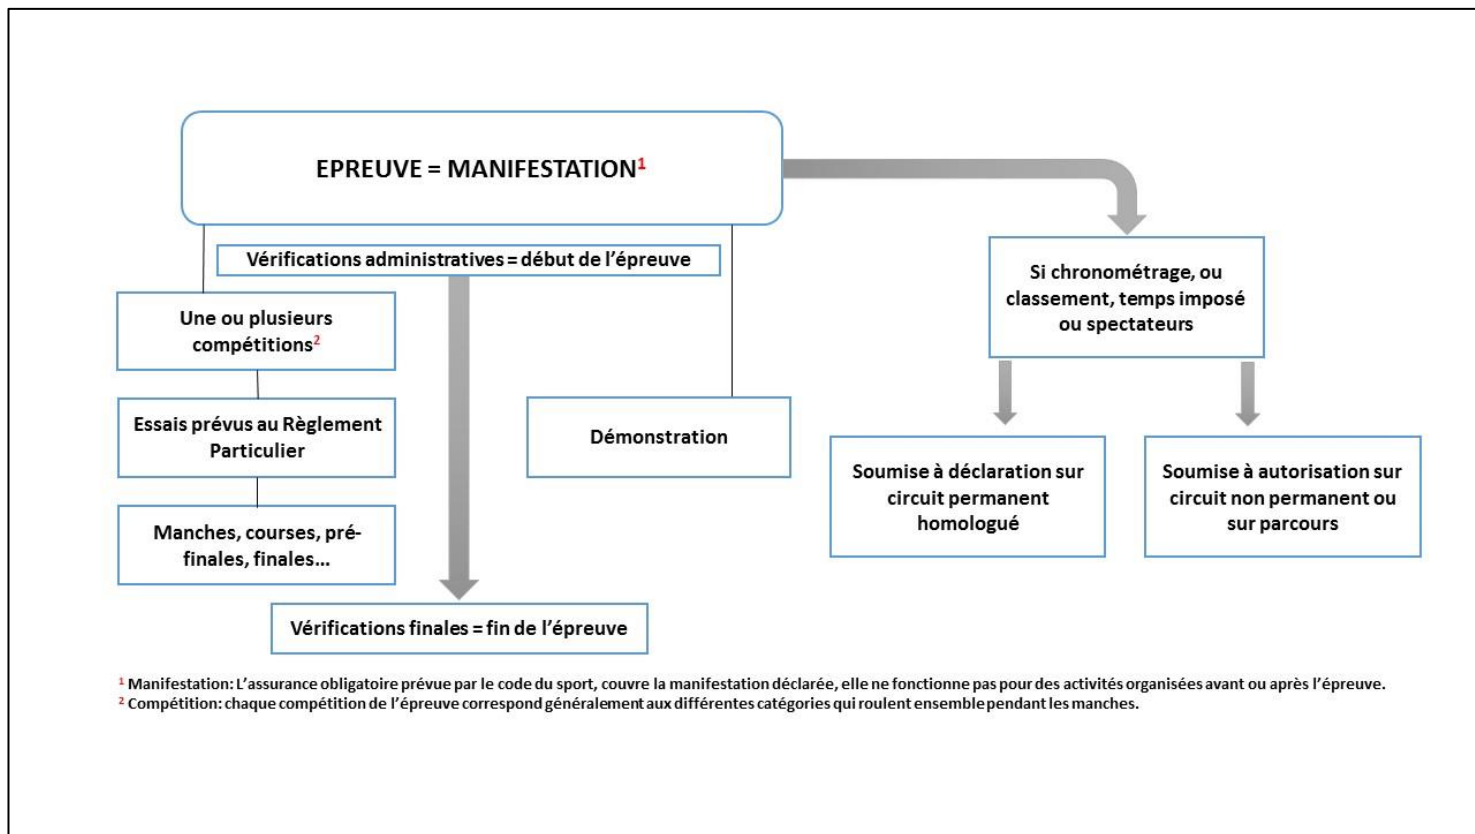 EPREUVE = MANIFESTATION¹
Vérifications administratives = début de l’épreuve
Une ou plusieurs
compétitions²
Essais prévus au Règlement
Particulier
Manches, courses, pré-
finales, finales…
Démonstration
Vérifications finales = fin de l’épreuve
Si chronométrage, ou
classement, temps imposé
ou spectateurs
Soumise à déclaration sur
circuit permanent
homologué
Soumise à autorisation sur
circuit non permanent ou
sur parcours
¹ Manifestation: L’assurance obligatoire prévue par le code du sport, couvre la manifestation déclarée, elle ne fonctionne pas pour des activités organisées avant ou après l’épreuve.
² Compétition: chaque compétition de l’épreuve correspond généralement aux différentes catégories qui roulent ensemble pendant les manches.